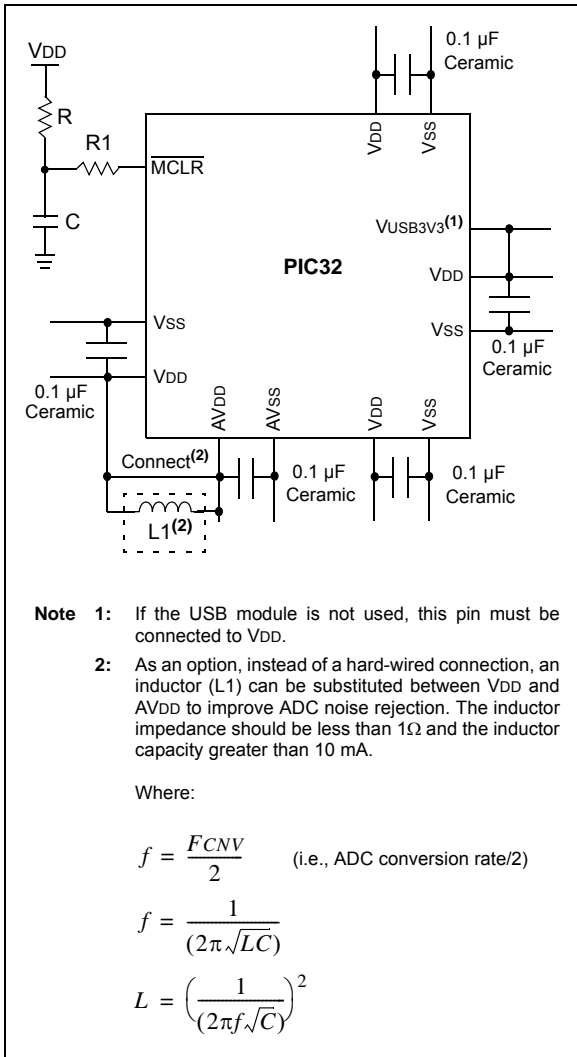 VDD
R
R1
C
MCLR
0.1 µF
Ceramic
VDD
VSS
VUSB3V3(1)
VDD
VSS
0.1 µF
Ceramic
PIC32
VSS
VDD
0.1 µF
Ceramic
AVDD
AVSS
VDD
VSS
Connect(2)
L1(2)
0.1 µF
Ceramic
0.1 µF
Ceramic
Note 1: If the USB module is not used, this pin must be
connected to VDD.
2: As an option, instead of a hard-wired connection, an
inductor (L1) can be substituted between VDD and
AVDD to improve ADC noise rejection. The inductor
impedance should be less than 1Ω and the inductor
capacity greater than 10 mA.
Where:
f = FCNV / 2 (i.e., ADC conversion rate/2)
f = 1 / (2π√LC)
L = (1 / (2πf√C))²